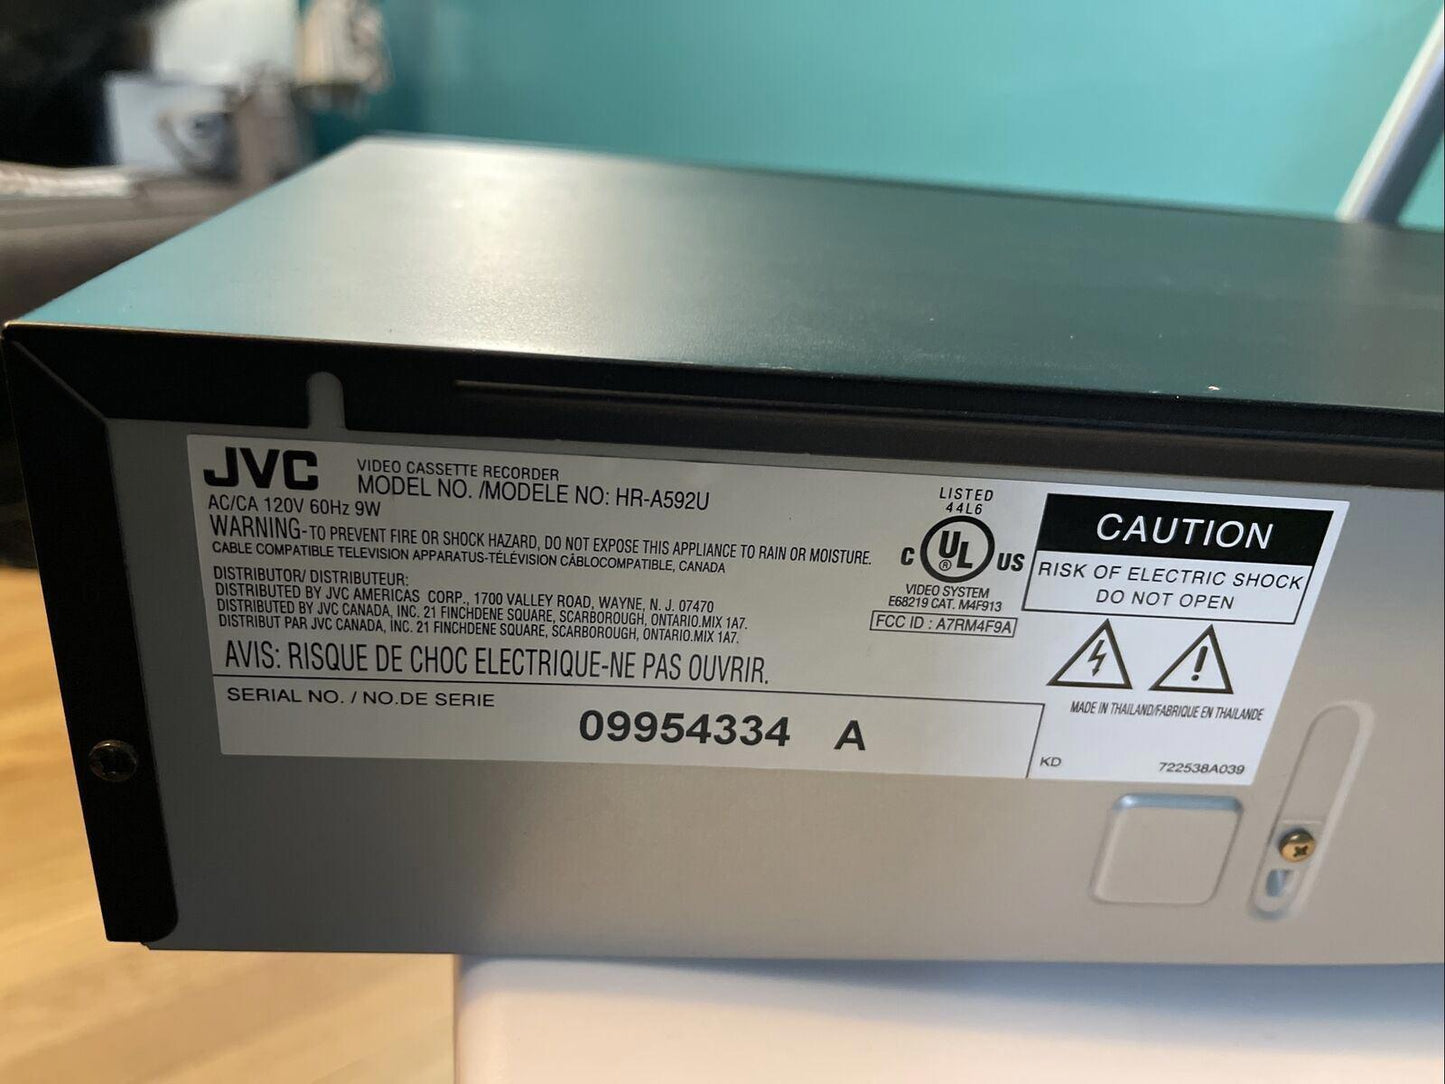 JVC
VIDEO CASSETTE RECORDER
MODEL NO. /MODELE NO: HR-A592U
AC/CA 120V 60Hz 9W
WARNING-TO PREVENT FIRE OR SHOCK HAZARD, DO NOT EXPOSE THIS APPLIANCE TO RAIN OR MOISTURE.
CABLE COMPATIBLE TELEVISION APPARATUS-TÉLÉVISION CÂBLOCOMPATIBLE, CANADA
DISTRIBUTOR/ DISTRIBUTEUR:
DISTRIBUTED BY JVC AMERICAS CORP., 1700 VALLEY ROAD, WAYNE, N. J. 07470
DISTRIBUTED BY JVC CANADA, INC. 21 FINCHDENE SQUARE, SCARBOROUGH, ONTARIO.MIX 1A7.
DISTRIBUT PAR JVC CANADA, INC. 21 FINCHDENE SQUARE, SCARBOROUGH, ONTARIO.MIX 1A7.
AVIS: RISQUE DE CHOC ELECTRIQUE-NE PAS OUVRIR.
SERIAL NO. / NO.DE SERIE
09954334 A
LISTED
44L6
C UL ® US
VIDEO SYSTEM
E68219 CAT. M4F913
FCC ID : A7RM4F9A
CAUTION
RISK OF ELECTRIC SHOCK
DO NOT OPEN
!
MADE IN THAILAND/FABRIQUE EN THAILANDE
KD
722538A039